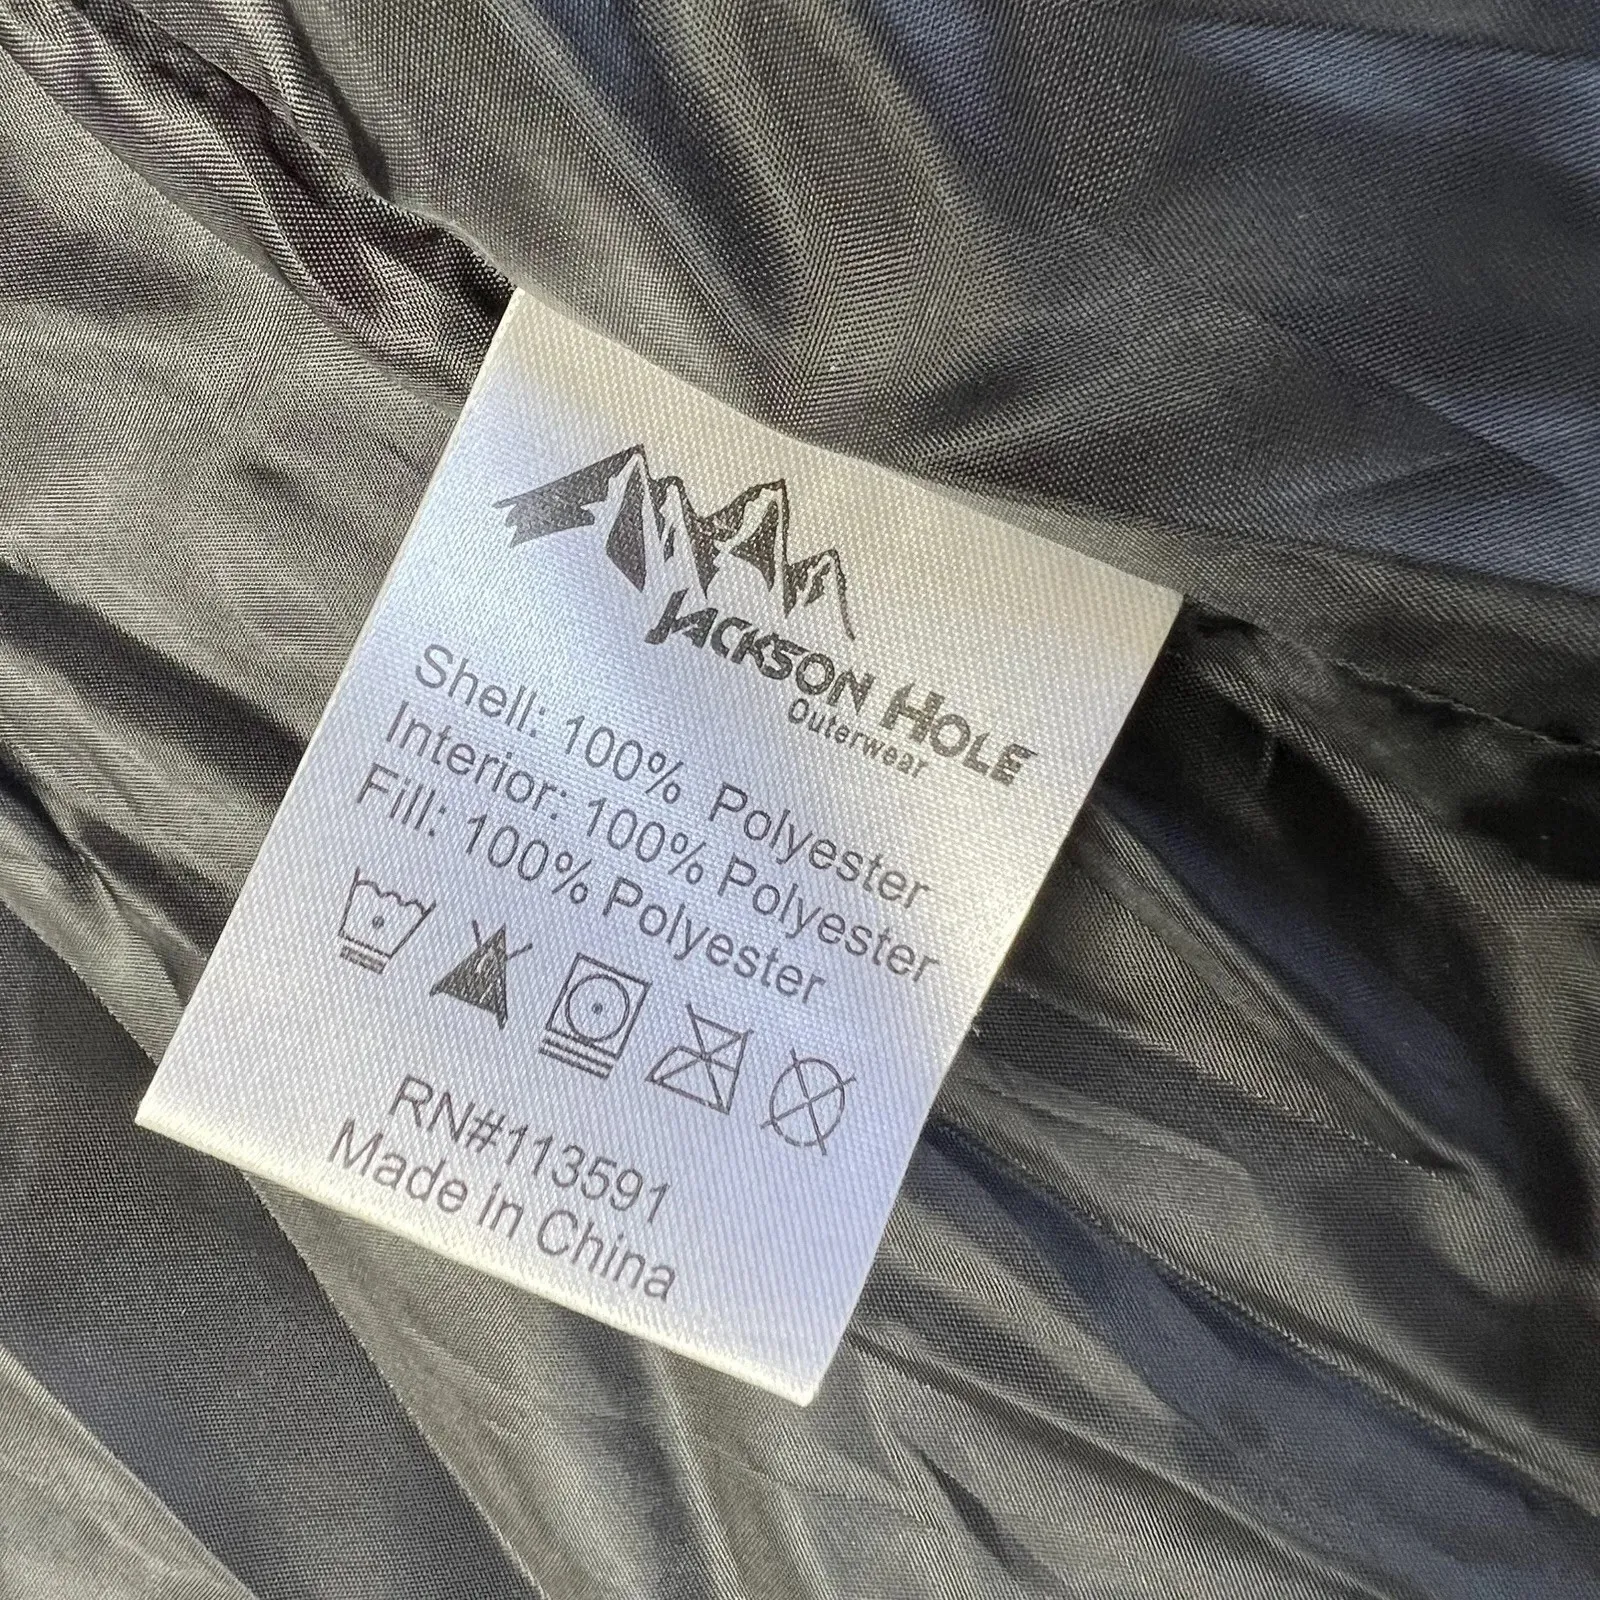 JACKSON HOLE
Outerwear
Shell: 100% Polyester
Interior: 100% Polyester
Fill: 100% Polyester
RN#113591
Made in China